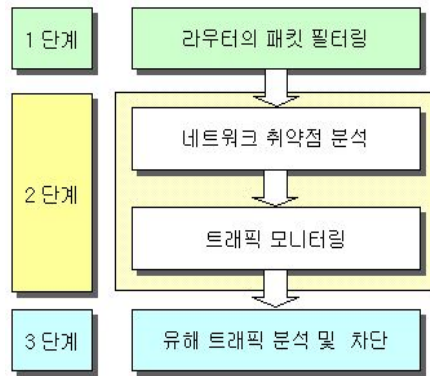 1 단계
라우터의 패킷 필터링
2 단계
네트워크 취약점 분석
트래픽 모니터링
3 단계
유해 트래픽 분석 및 차단